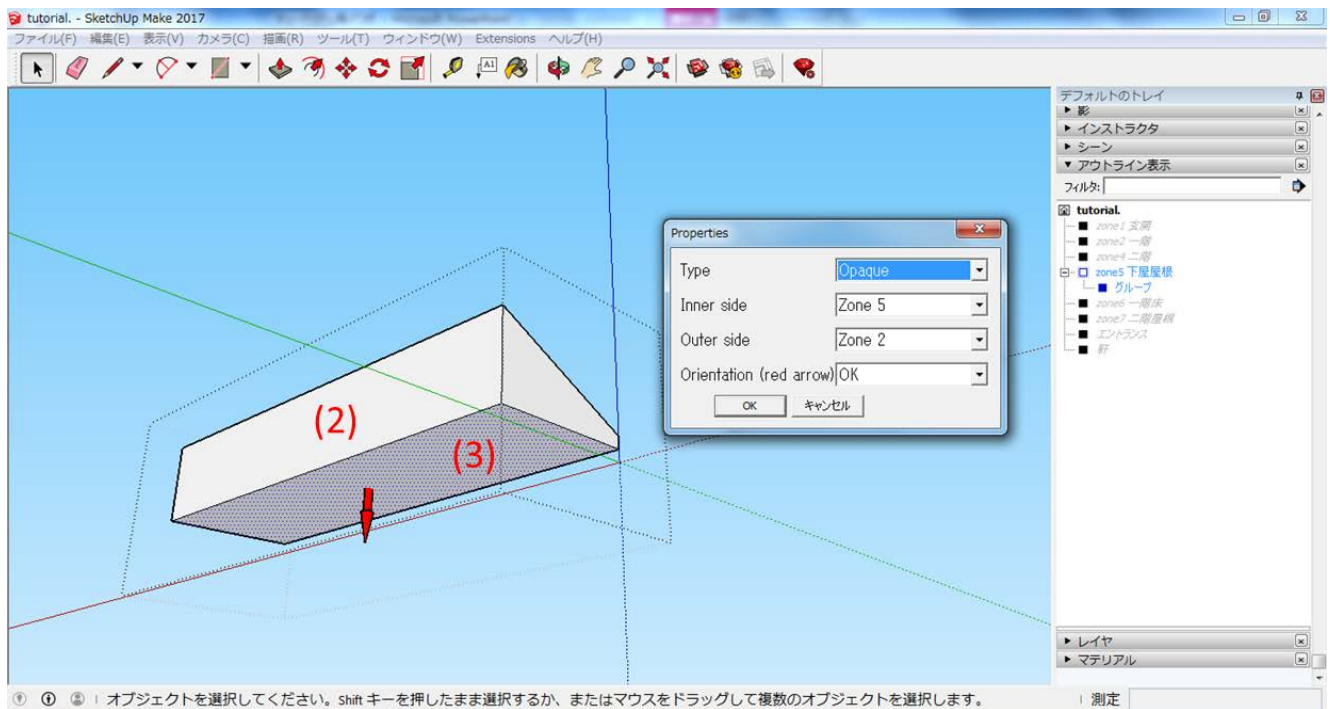 tutorial. - SketchUp Make 2017
ファイル(F) 編集(E) 表示(V) カメラ(C) 描画(R) ツール(T) ウィンドウ(W) Extensions ヘルプ(H)
A1
デフォルトのトレイ
影
インストラクタ
シーン
アウトライン表示
フィルタ:
tutorial.
zone1 玄関
zone2 一階
zone4 二階
zone5 下屋屋根
グループ
zone6 一階床
zone7 二階屋根
エントランス
軒
Properties
Type Opaque
Inner side Zone 5
Outer side Zone 2
Orientation (red arrow) OK
OK キャンセル
(2)
(3)
レイヤ
マテリアル
オブジェクトを選択してください。Shift キーを押したまま選択するか、またはマウスをドラッグして複数のオブジェクトを選択します。
測定